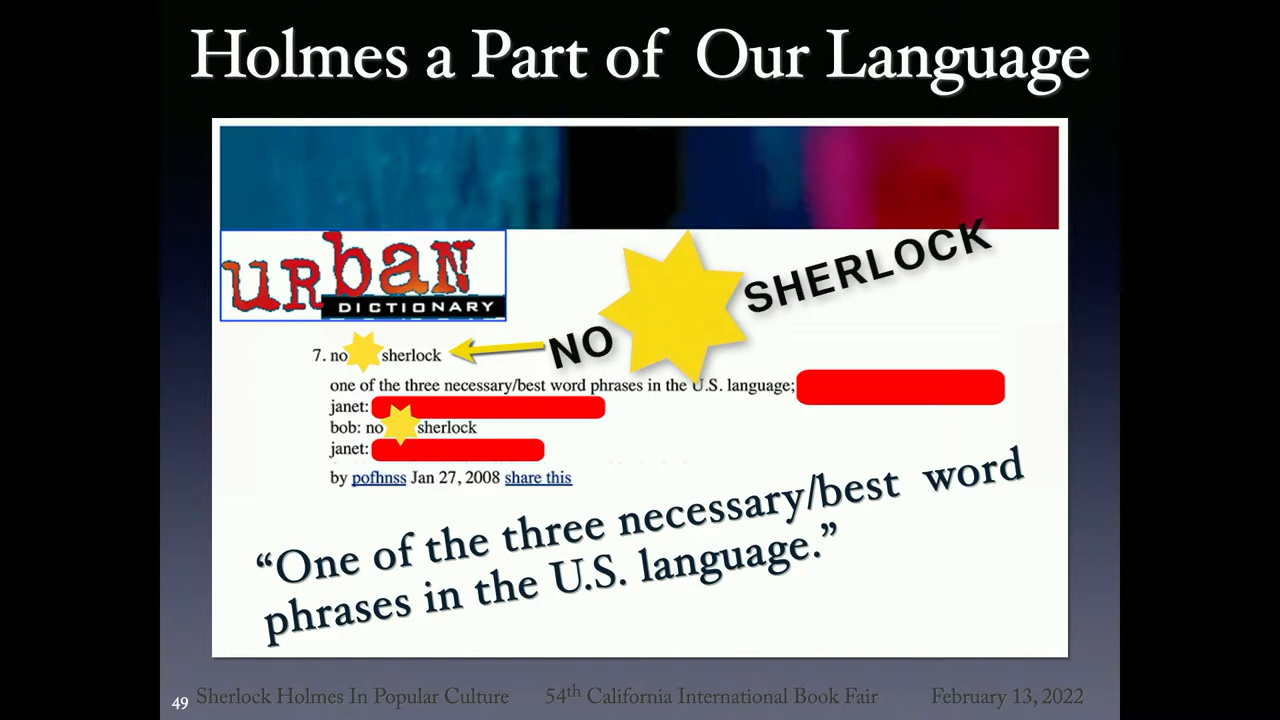 Holmes a Part of Our Language
urban
DICTIONARY
NO SHERLOCK
7. no sherlock
one of the three necessary/best word phrases in the U.S. language;
janet:
bob: no sherlock
janet:
by pofhnss Jan 27, 2008 share this
“One of the three necessary/best word
phrases in the U.S. language.”
49 Sherlock Holmes In Popular Culture 54th California International Book Fair February 13, 2022